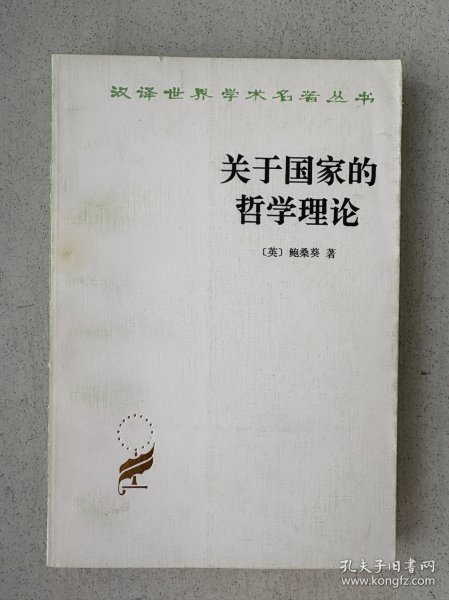 汉译世界学术名著丛书
关于国家的
哲学理论
〔英〕鲍桑葵 著
孔夫子旧书网
www.kongfz.com